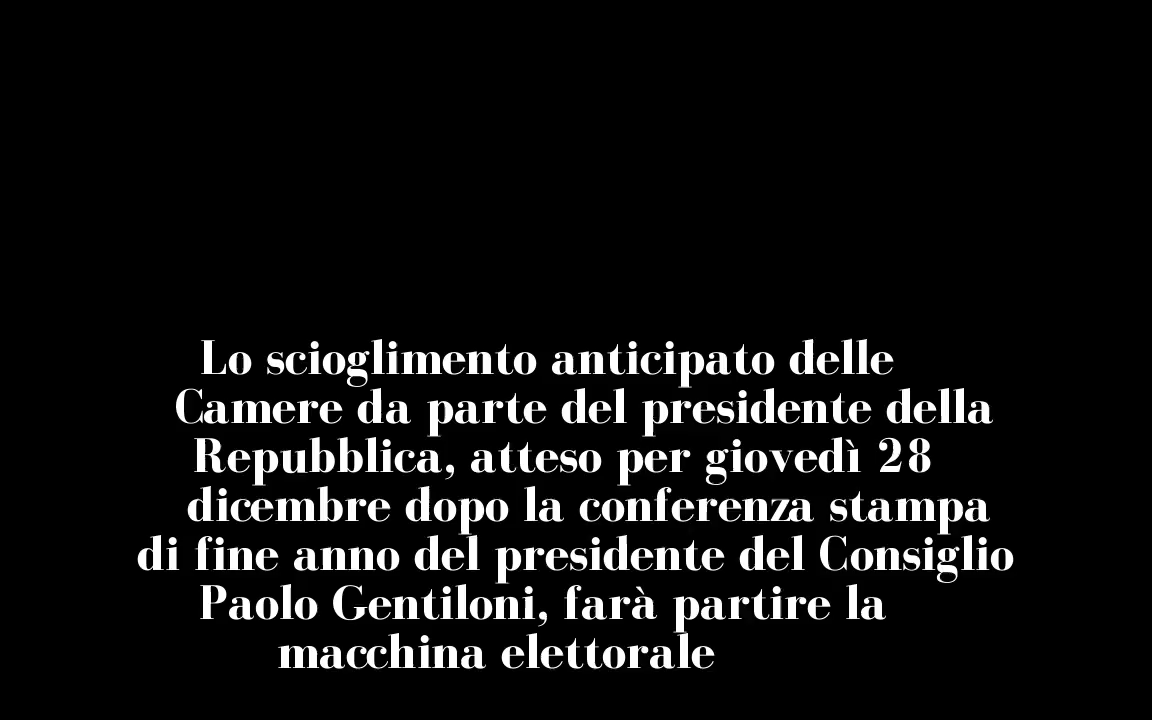 Lo scioglimento anticipato delle
Camere da parte del presidente della
Repubblica, atteso per giovedì 28
dicembre dopo la conferenza stampa
di fine anno del presidente del Consiglio
Paolo Gentiloni, farà partire la
macchina elettorale